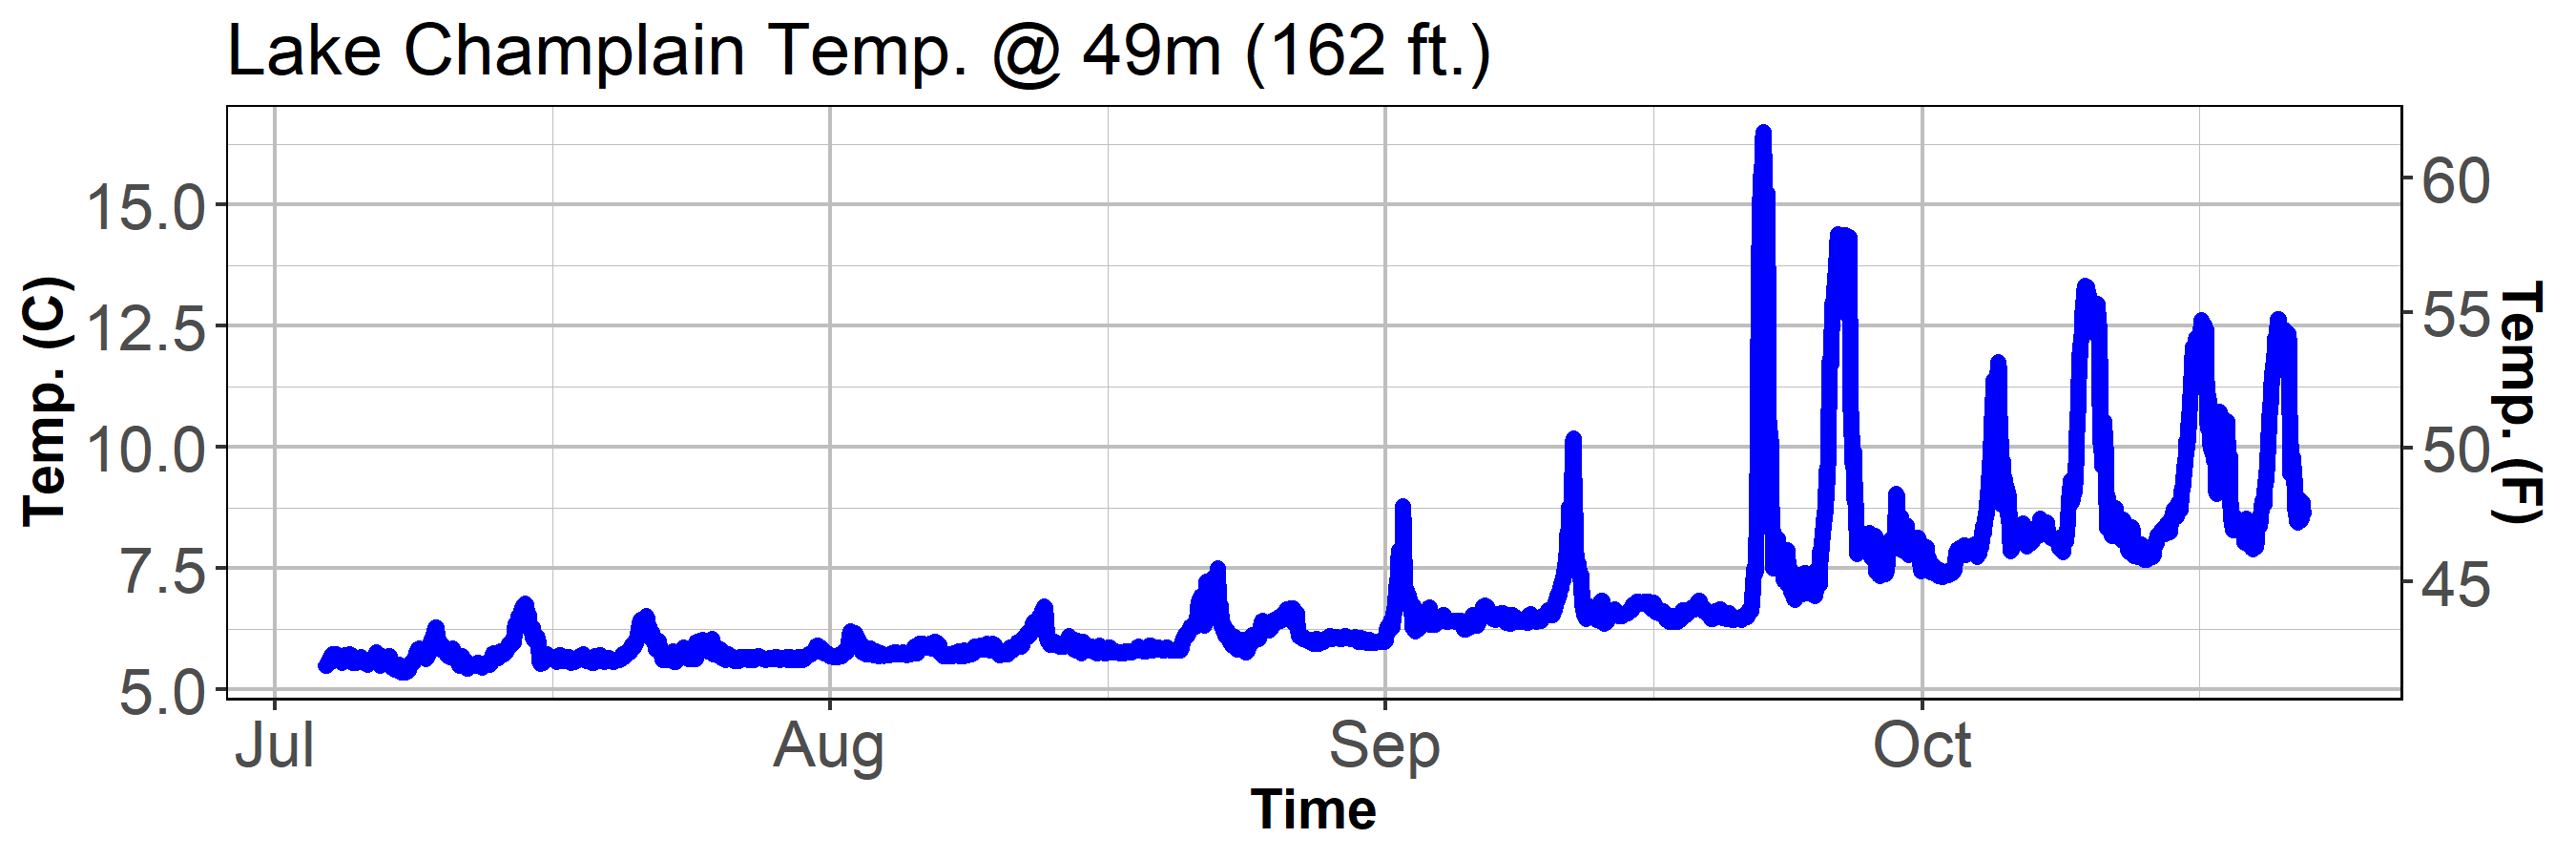 Lake Champlain Temp. @ 49m (162 ft.)
Temp. (C)
15.0
12.5
10.0
7.5
5.0
60
55
50
45
Temp. (F)
Jul Aug Sep Oct
Time